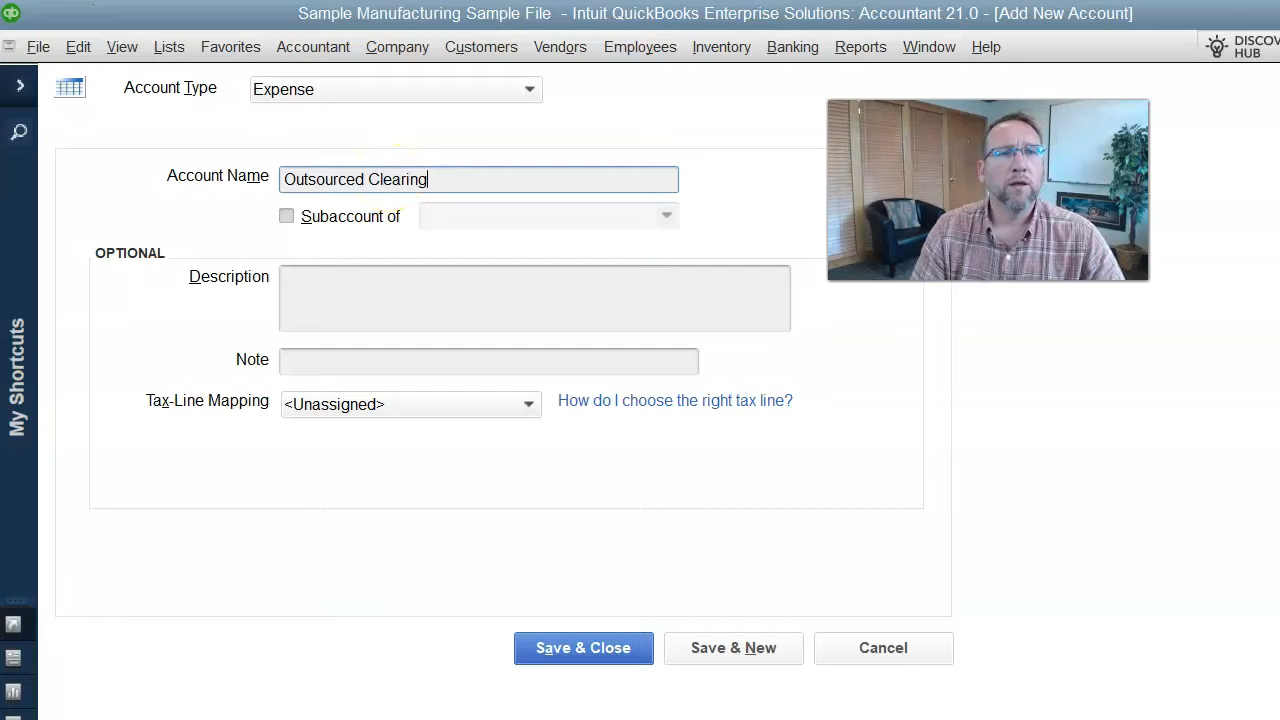 Sample Manufacturing Sample File - Intuit QuickBooks Enterprise Solutions: Accountant 21.0 - [Add New Account]
File Edit View Lists Favorites Accountant Company Customers Vendors Employees Inventory Banking Reports Window Help
DISCOV
HUB
Account Type Expense
Account Name Outsourced Clearing
Subaccount of
OPTIONAL
Description
Note
Tax-Line Mapping <Unassigned> How do I choose the right tax line?
My Shortcuts
Save & Close Save & New Cancel